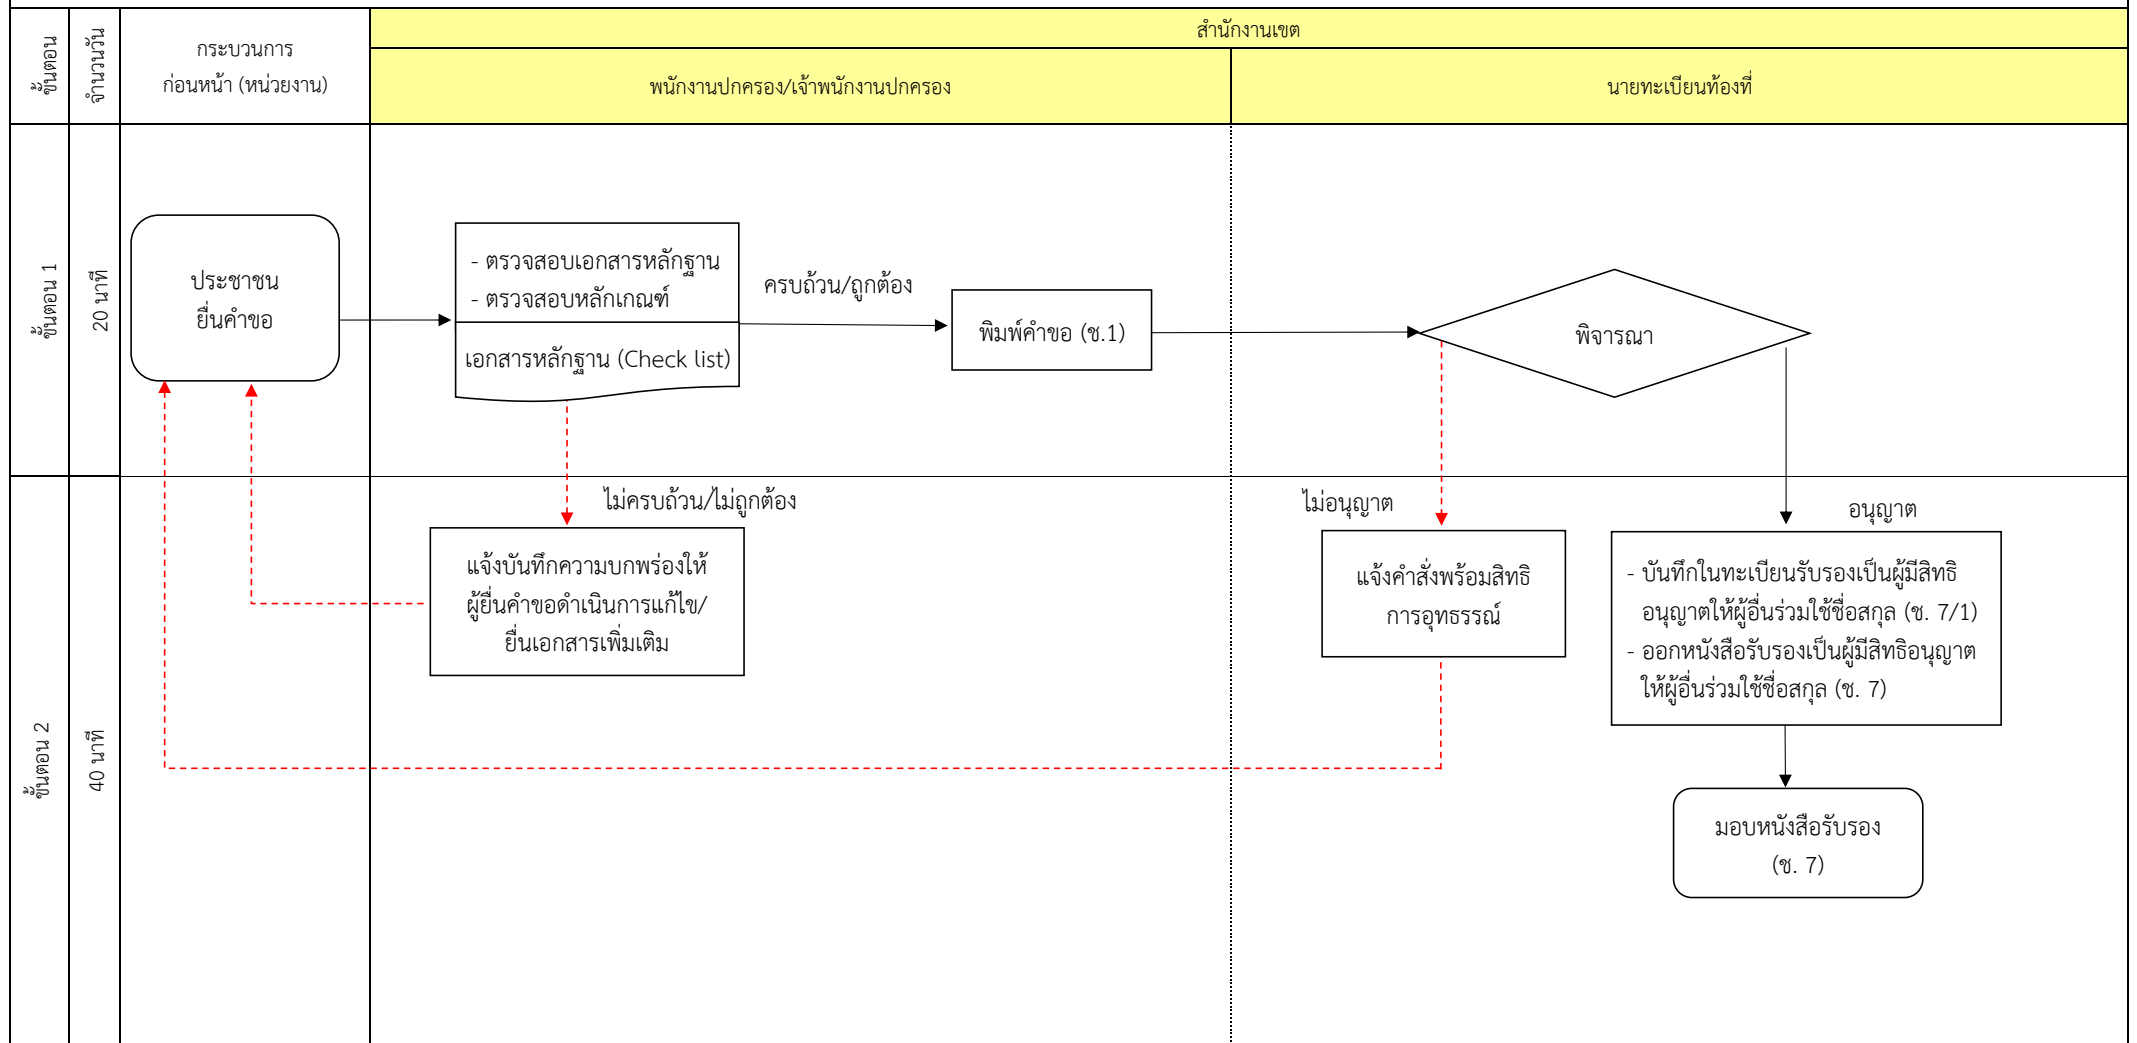 ขั้นตอน
จำนวนวัน
กระบวนการ
ก่อนหน้า (หน่วยงาน)
สำนักงานเขต
พนักงานปกครอง/เจ้าพนักงานปกครอง
นายทะเบียนท้องที่
ขั้นตอน 1
20 นาที
ประชาชน
ยื่นคำขอ
- ตรวจสอบเอกสารหลักฐาน
- ตรวจสอบหลักเกณฑ์
เอกสารหลักฐาน (Check list)
ครบถ้วน/ถูกต้อง
พิมพ์คำขอ (ช.1)
พิจารณา
ขั้นตอน 2
40 นาที
ไม่ครบถ้วน/ไม่ถูกต้อง
แจ้งบันทึกความบกพร่องให้
ผู้ยื่นคำขอดำเนินการแก้ไข/
ยื่นเอกสารเพิ่มเติม
ไม่อนุญาต
แจ้งคำสั่งพร้อมสิทธิ
การอุทธรรณ์
อนุญาต
- บันทึกในทะเบียนรับรองเป็นผู้มีสิทธิ
อนุญาตให้ผู้อื่นร่วมใช้ชื่อสกุล (ช. 7/1)
- ออกหนังสือรับรองเป็นผู้มีสิทธิอนุญาต
ให้ผู้อื่นร่วมใช้ชื่อสกุล (ช. 7)
มอบหนังสือรับรอง
(ช. 7)